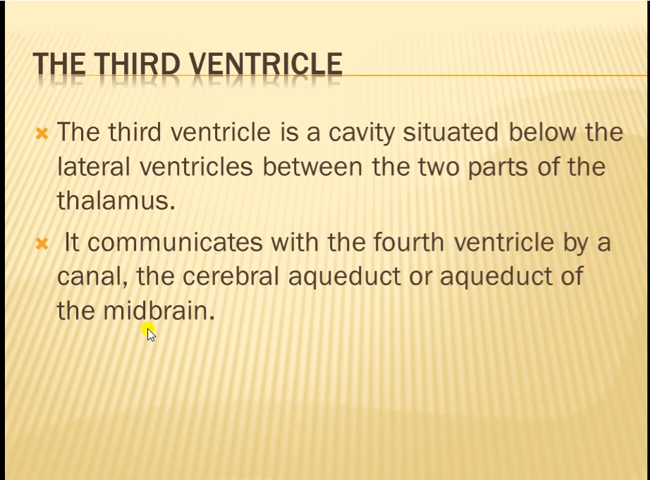 THE THIRD VENTRICLE
The third ventricle is a cavity situated below the
lateral ventricles between the two parts of the
thalamus.
It communicates with the fourth ventricle by a
canal, the cerebral aqueduct or aqueduct of
the midbrain.